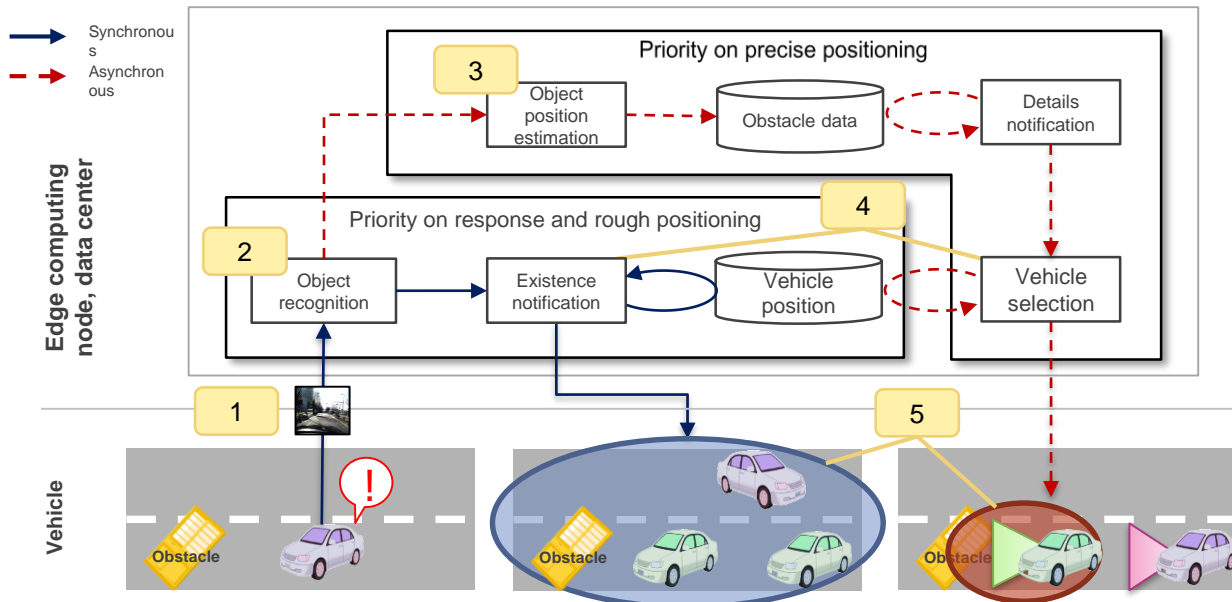 Synchronou
s
Asynchron
ous
Edge computing
node, data center
Vehicle
Priority on precise positioning
3
Object
position
estimation
Obstacle data
Details
notification
Priority on response and rough positioning
4
2
Object
recognition
Existence
notification
Vehicle
position
Vehicle
selection
1
5
!
Obstacle
Obstacle
Obstacle